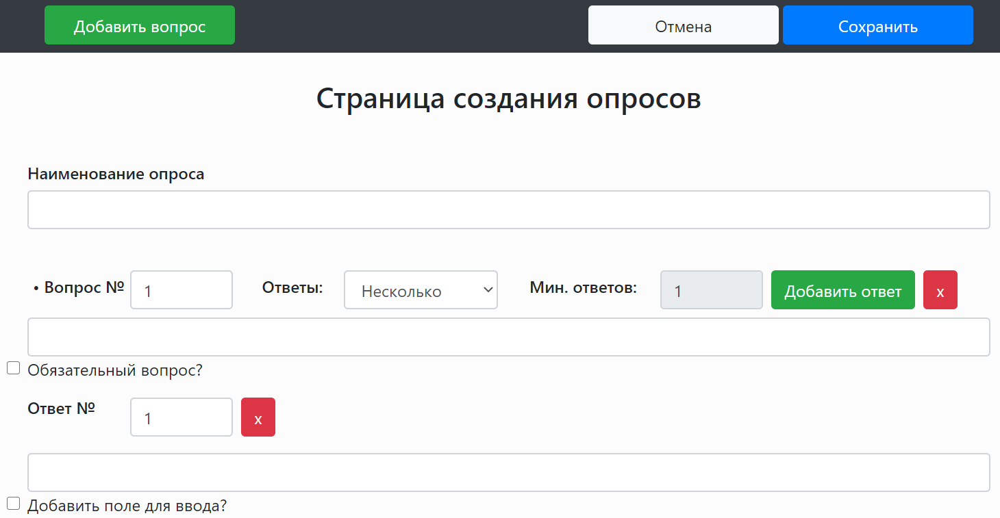 Добавить вопрос Отмена Сохранить
Страница создания опросов
Наименование опроса
• Вопрос № 1 Ответы: Несколько Мин. ответов: 1 Добавить ответ x
Обязательный вопрос?
Ответ № 1 x
Добавить поле для ввода?